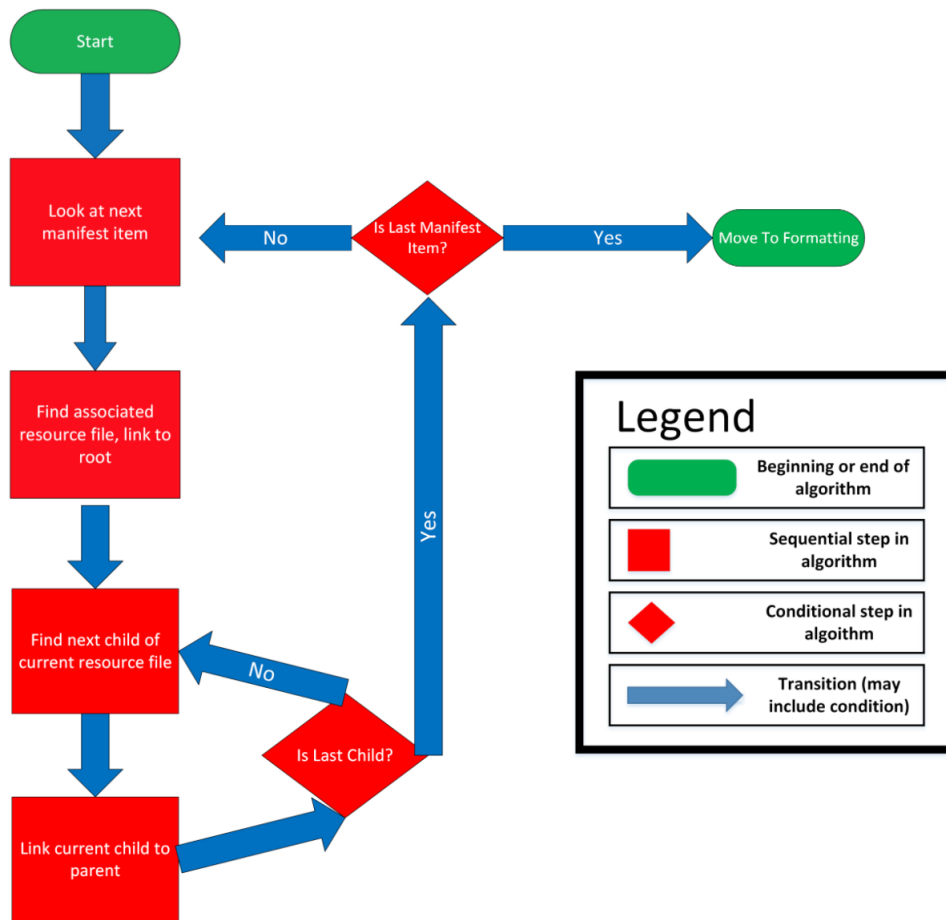 Start
Look at next
manifest item
Is Last Manifest
Item?
No
Yes
Move To Formatting
Find associated
resource file, link to
root
Yes
Find next child of
current resource file
No
Is Last Child?
Link current child to
parent
Legend
Beginning or end of
algorithm
Sequential step in
algorithm
Conditional step in
algoithm
Transition (may
include condition)